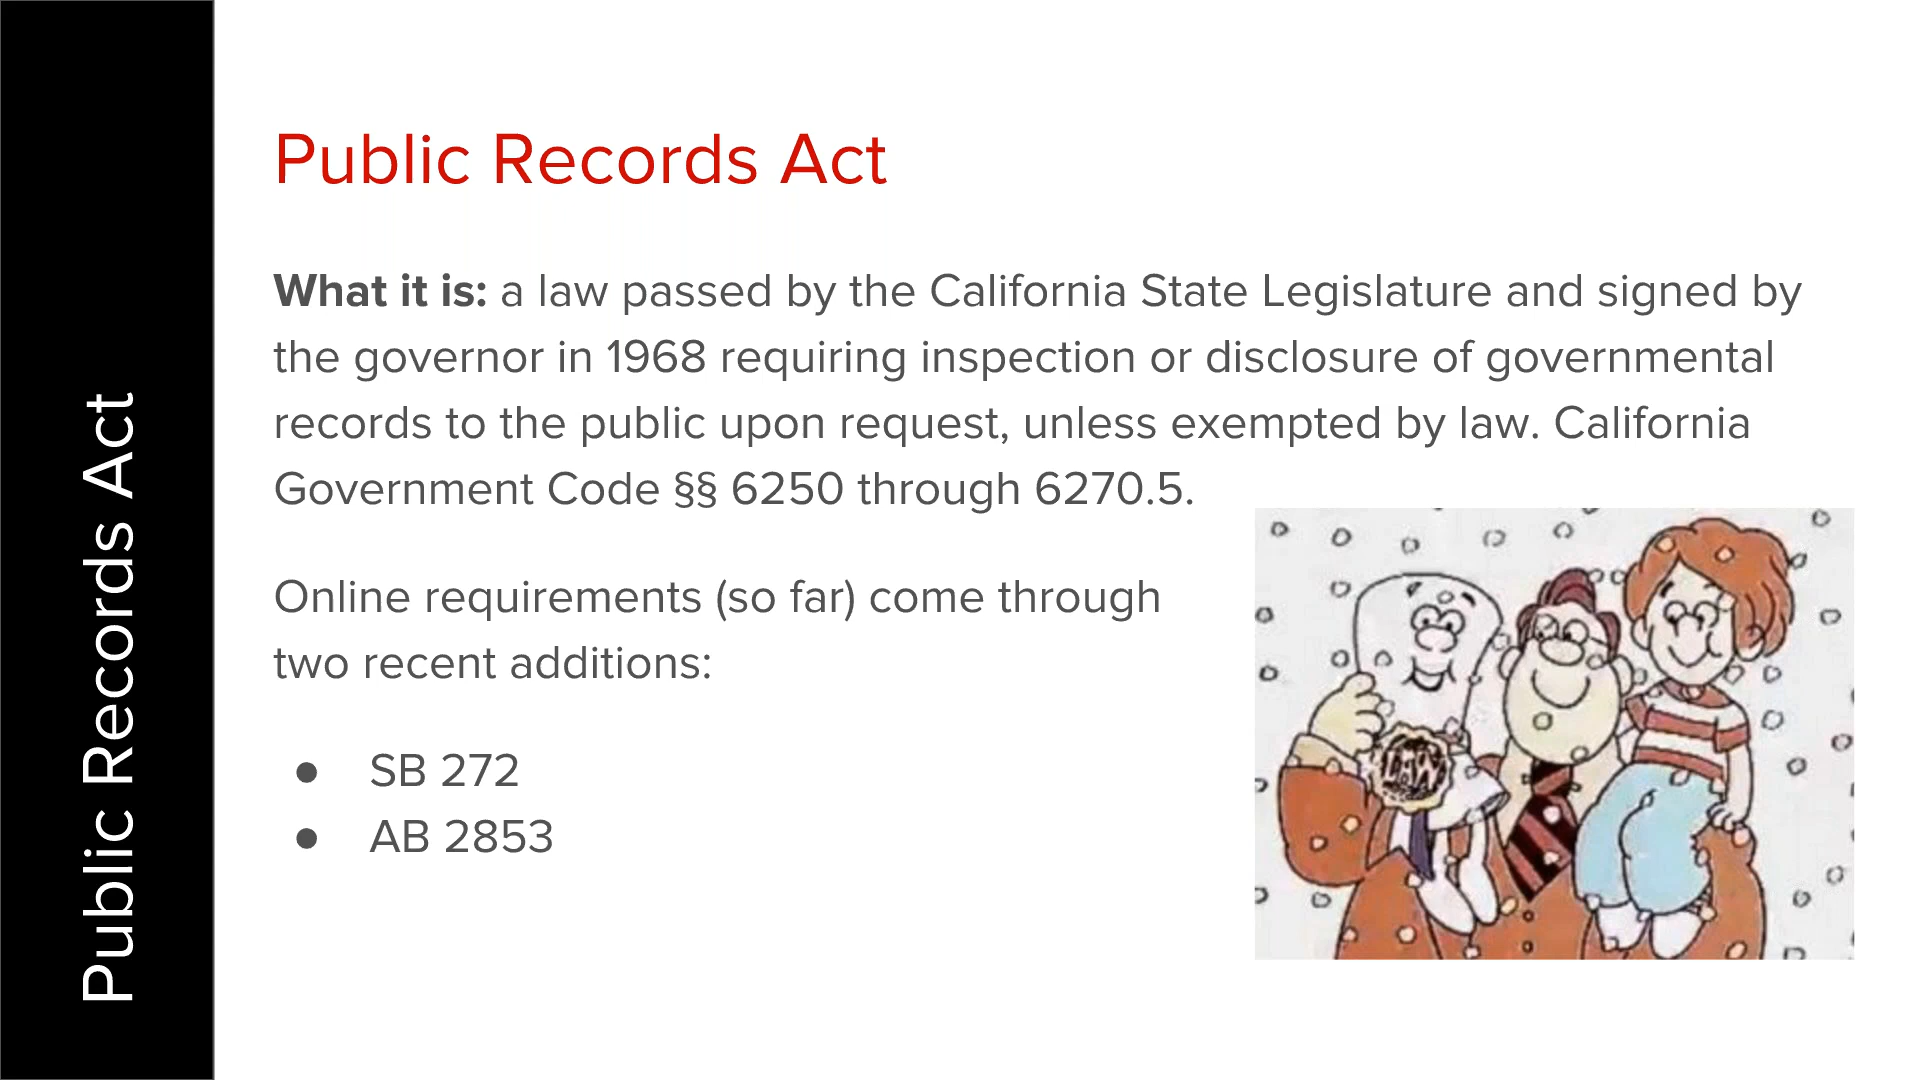 Public Records Act
Public Records Act
What it is: a law passed by the California State Legislature and signed by
the governor in 1968 requiring inspection or disclosure of governmental
records to the public upon request, unless exempted by law. California
Government Code §§ 6250 through 6270.5.
Online requirements (so far) come through
two recent additions:
● SB 272
● AB 2853
LAW